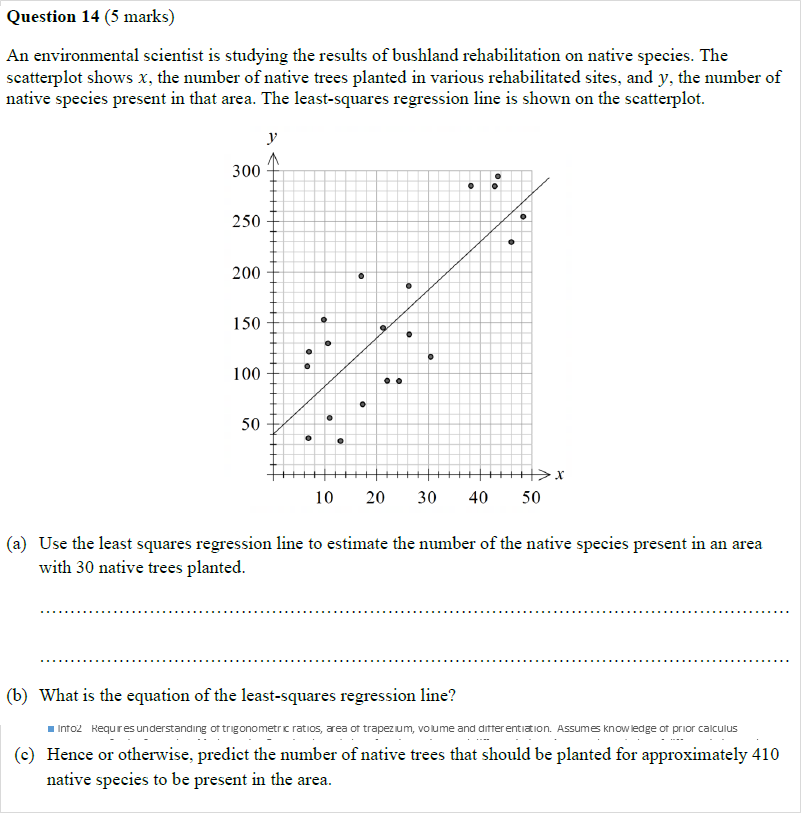 Question 14 (5 marks)
An environmental scientist is studying the results of bushland rehabilitation on native species. The
scatterplot shows x, the number of native trees planted in various rehabilitated sites, and y, the number of
native species present in that area. The least-squares regression line is shown on the scatterplot.
y
300
250
200
150
100
50
x
10 20 30 40 50
(a) Use the least squares regression line to estimate the number of the native species present in an area
with 30 native trees planted.
(b) What is the equation of the least-squares regression line?
Info2 Requires understanding of trigonometric ratios, area of trapezium, volume and differentiation. Assumes knowledge of prior calculus
(c) Hence or otherwise, predict the number of native trees that should be planted for approximately 410
native species to be present in the area.